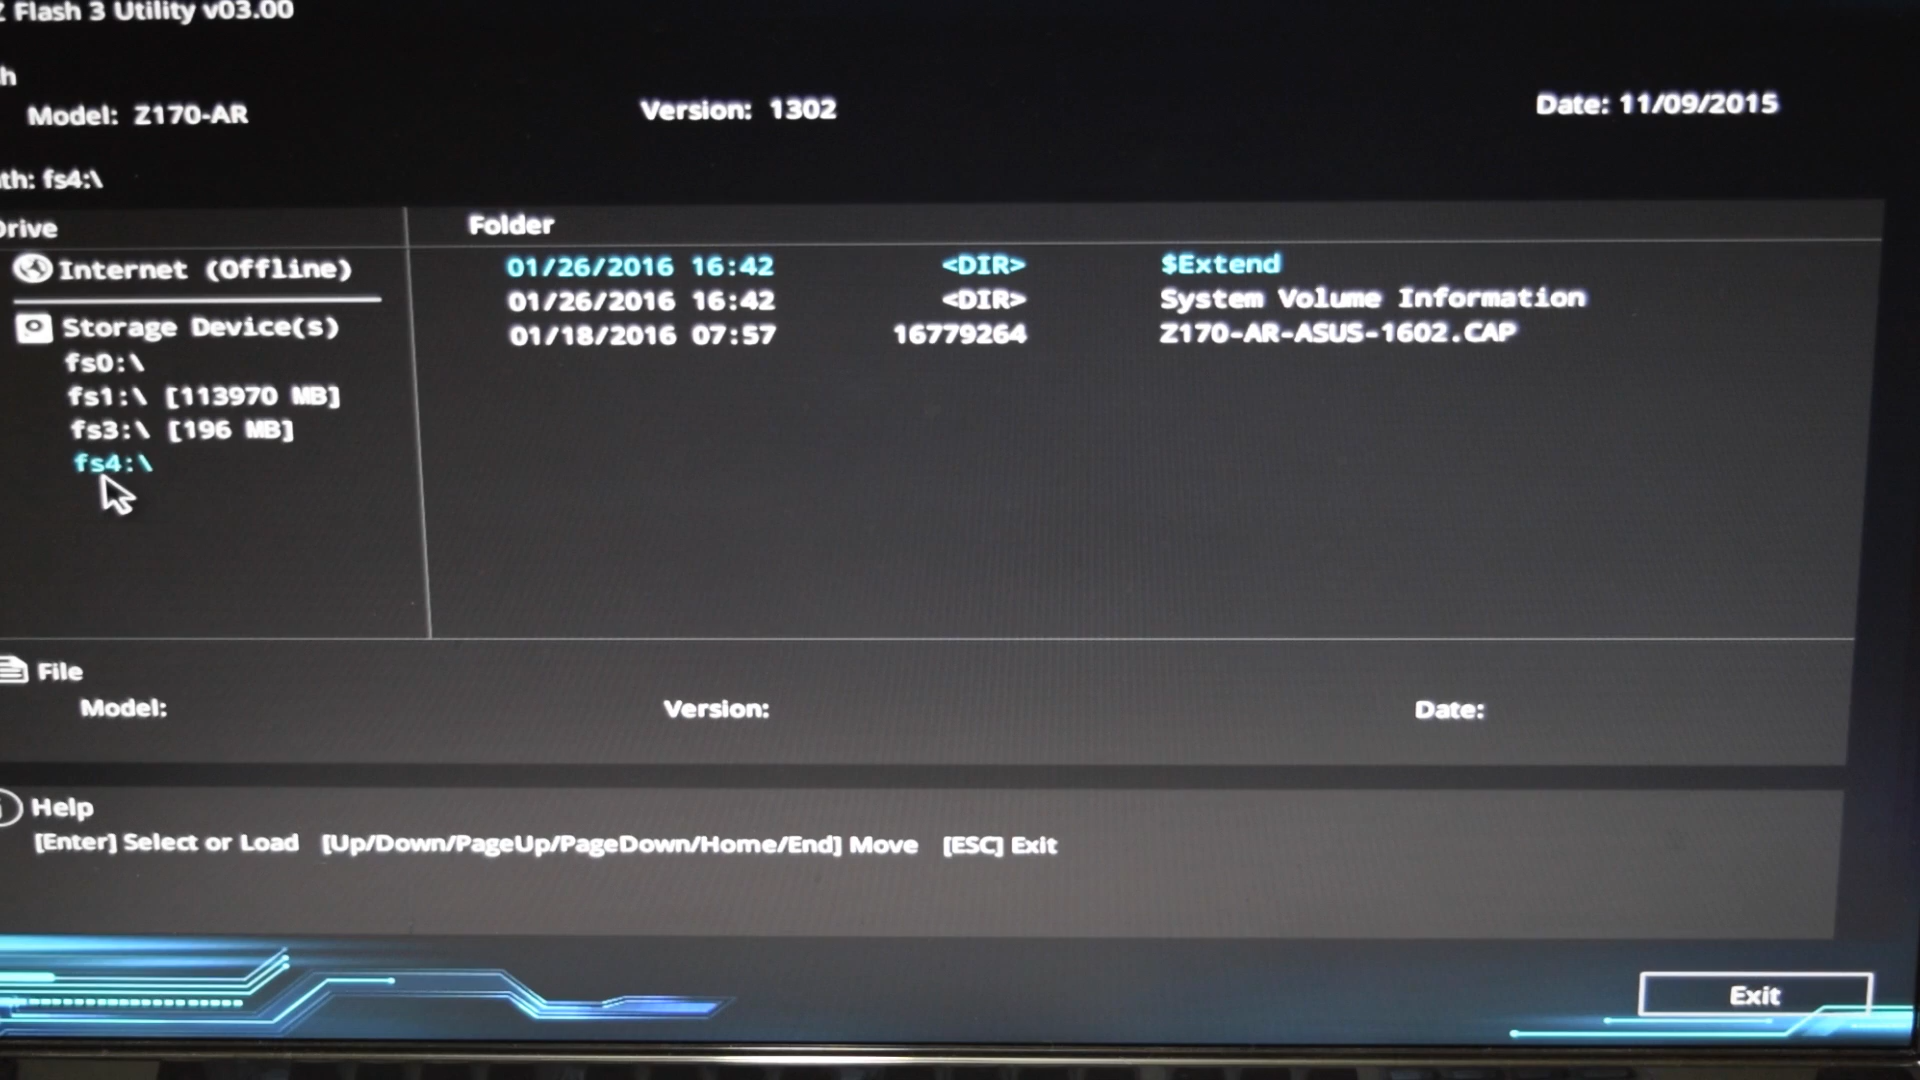 Z Flash 3 Utility v03.00
h
Model: Z170-AR Version: 1302 Date: 11/09/2015
th: fs4:\
Drive Folder
Internet (Offline)
01/26/2016 16:42 <DIR> $Extend
01/26/2016 16:42 <DIR> System Volume Information
Storage Device(s)
01/18/2016 07:57 16779264 Z170-AR-ASUS-1602.CAP
fs0:\
fs1:\ [113970 MB]
fs3:\ [196 MB]
fs4:\
File
Model: Version: Date:
Help
[Enter] Select or Load [Up/Down/PageUp/PageDown/Home/End] Move [ESC] Exit
Exit